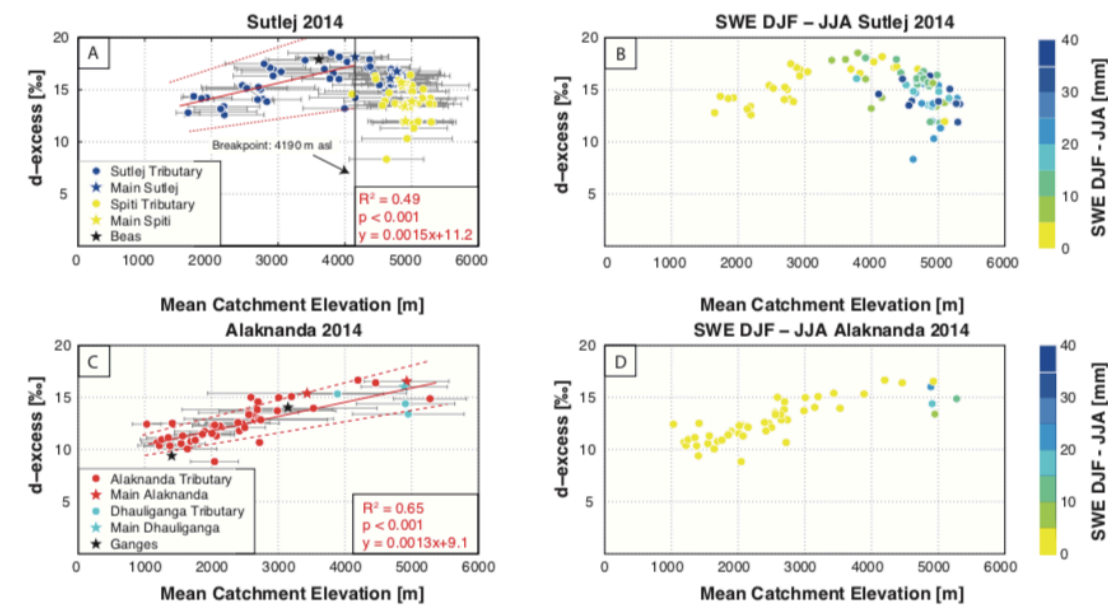 Sutlej 2014
A
20
15
10
5
d–excess [‰]
Breakpoint: 4190 m asl
Sutlej Tributary
Main Sutlej
Spiti Tributary
Main Spiti
Beas
R² = 0.49
p < 0.001
y = 0.0015x+11.2
0 1000 2000 3000 4000 5000 6000
Mean Catchment Elevation [m]
SWE DJF – JJA Sutlej 2014
B
20
15
10
5
d–excess [‰]
0 1000 2000 3000 4000 5000 6000
Mean Catchment Elevation [m]
40
30
20
10
0
SWE DJF - JJA [mm]
Alaknanda 2014
C
20
15
10
5
d–excess [‰]
Alaknanda Tributary
Main Alaknanda
Dhauliganga Tributary
Main Dhauliganga
Ganges
R² = 0.65
p < 0.001
y = 0.0013x+9.1
0 1000 2000 3000 4000 5000 6000
Mean Catchment Elevation [m]
SWE DJF – JJA Alaknanda 2014
D
20
15
10
5
d–excess [‰]
0 1000 2000 3000 4000 5000 6000
Mean Catchment Elevation [m]
40
30
20
10
0
SWE DJF - JJA [mm]